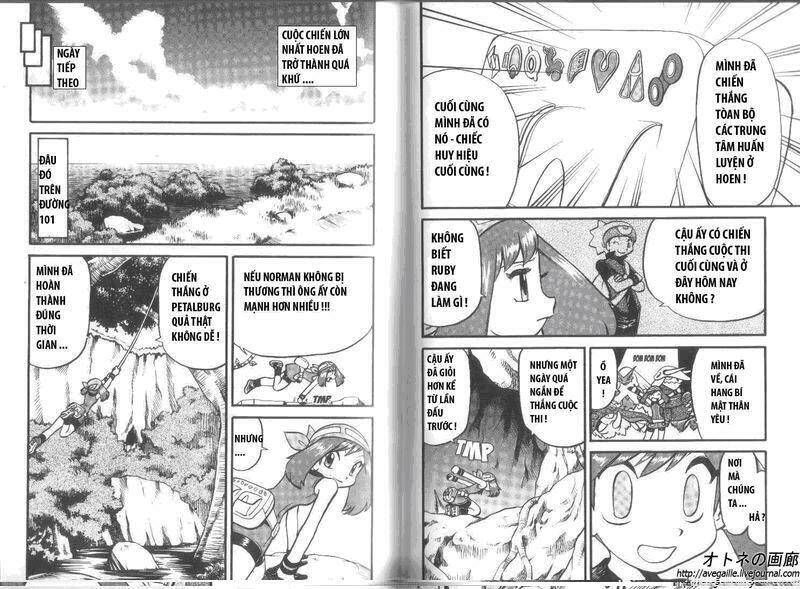 NGÀY
TIẾP
THEO
CUỘC CHIẾN LỚN
NHẤT HOEN ĐÃ
TRỞ THÀNH QUÁ
KHỨ ....
ĐÂU
ĐÓ
TRÊN
ĐƯỜNG
101
MÌNH ĐÃ
HOÀN
THÀNH
ĐÚNG
THỜI
GIAN ...
CHIẾN
THẮNG Ở
PETALBURG
QUẢ THẬT
KHÔNG DỄ !
NẾU NORMAN KHÔNG BỊ
THƯƠNG THÌ ÔNG ẤY CÒN
MẠNH HƠN NHIỀU !!!
TMP
NHƯNG
....
CUỐI CÙNG
MÌNH ĐÃ CÓ
NÓ - CHIẾC
HUY HIỆU
CUỐI CÙNG !
MÌNH ĐÃ
CHIẾN
THẮNG
TOÀN BỘ
CÁC TRUNG
TÂM HUẤN
LUYỆN Ở
HOEN !
KHÔNG
BIẾT
RUBY
ĐANG
LÀM GÌ !
CẬU ẤY CÓ CHIẾN
THẮNG CUỘC THI
CUỐI CÙNG VÀ Ở
ĐÂY HÔM NAY
KHÔNG ?
CẬU ẤY
ĐÃ GIỎI
HƠN KỂ
TỪ LẦN
ĐẦU
TRƯỚC !
NHƯNG MỘT
NGÀY QUÁ
NGẮN ĐỂ
THẮNG CUỘC
THI !
TMP
Ồ
YEA !
BOM BOM BOM
MÌNH ĐÃ
VỀ, CÁI
HANG BÍ
MẬT THÂN
YÊU !
NƠI
MÀ
CHÚNG
TA ...
HẢ ?
オトネの画廊
http://avegaille.livejournal.com